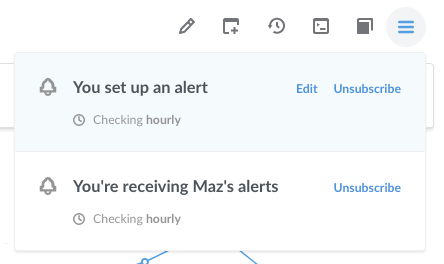 You set up an alert Edit Unsubscribe
Checking hourly
You're receiving Maz's alerts Unsubscribe
Checking hourly